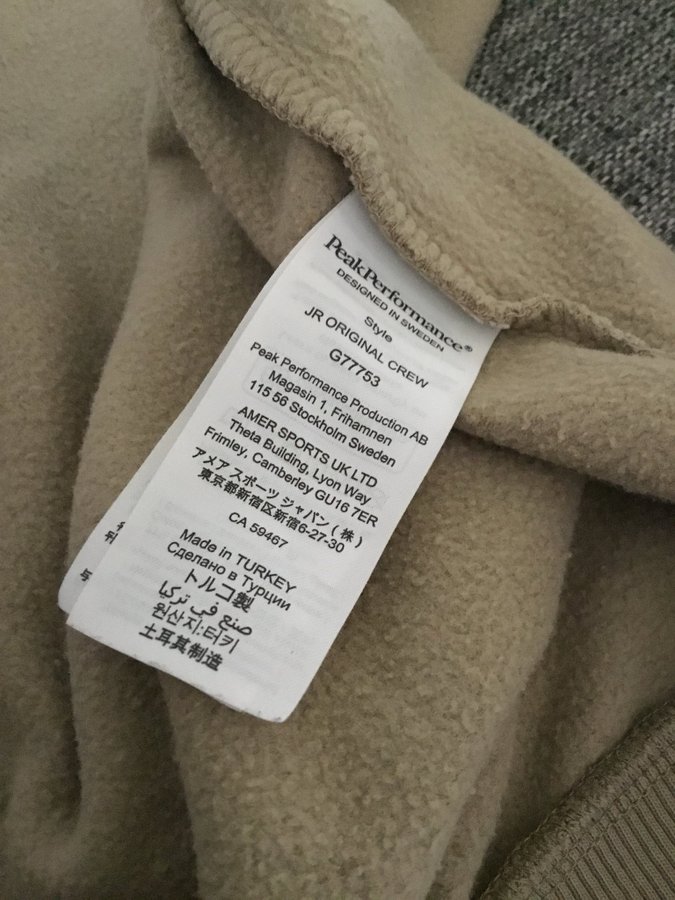 PeakPerformance®
DESIGNED IN SWEDEN
Style
JR ORIGINAL CREW
G77753
Peak Performance Production AB
Magasin 1, Frihamnen
115 56 Stockholm Sweden
AMER SPORTS UK LTD
Theta Building, Lyon Way
Frimley, Camberley GU16 7ER
アメア スポーツ ジャパン(株)
東京都新宿区新宿6-27-30
CA 59467
Made in TURKEY
Сделано в Турции
トルコ製
صنع في تركيا
원산지:터키
土耳其制造
与